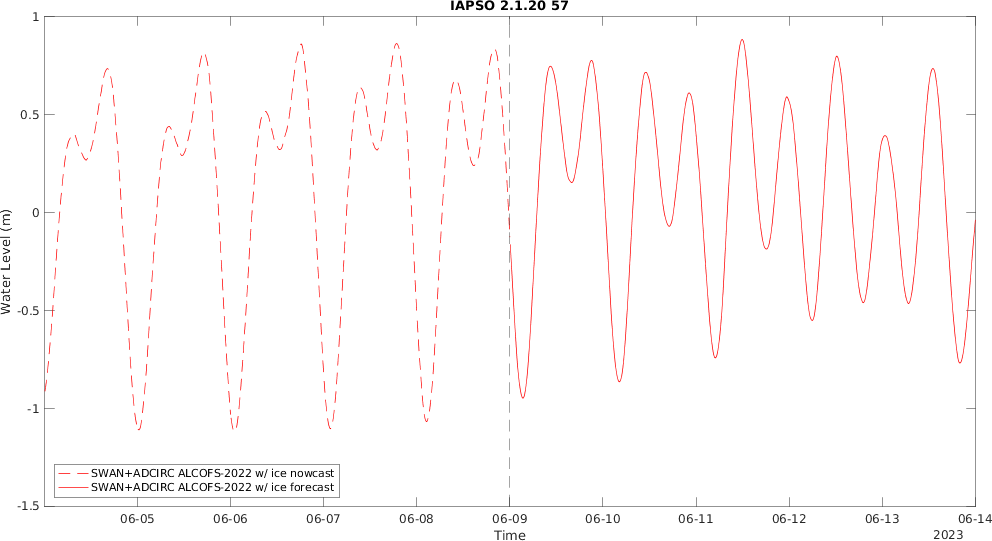 IAPSO 2.1.20 57
1
0.5
0
-0.5
-1
-1.5
Water Level (m)
SWAN+ADCIRC ALCOFS-2022 w/ ice nowcast
SWAN+ADCIRC ALCOFS-2022 w/ ice forecast
06-05 06-06 06-07 06-08 06-09 06-10 06-11 06-12 06-13 06-14
Time
2023